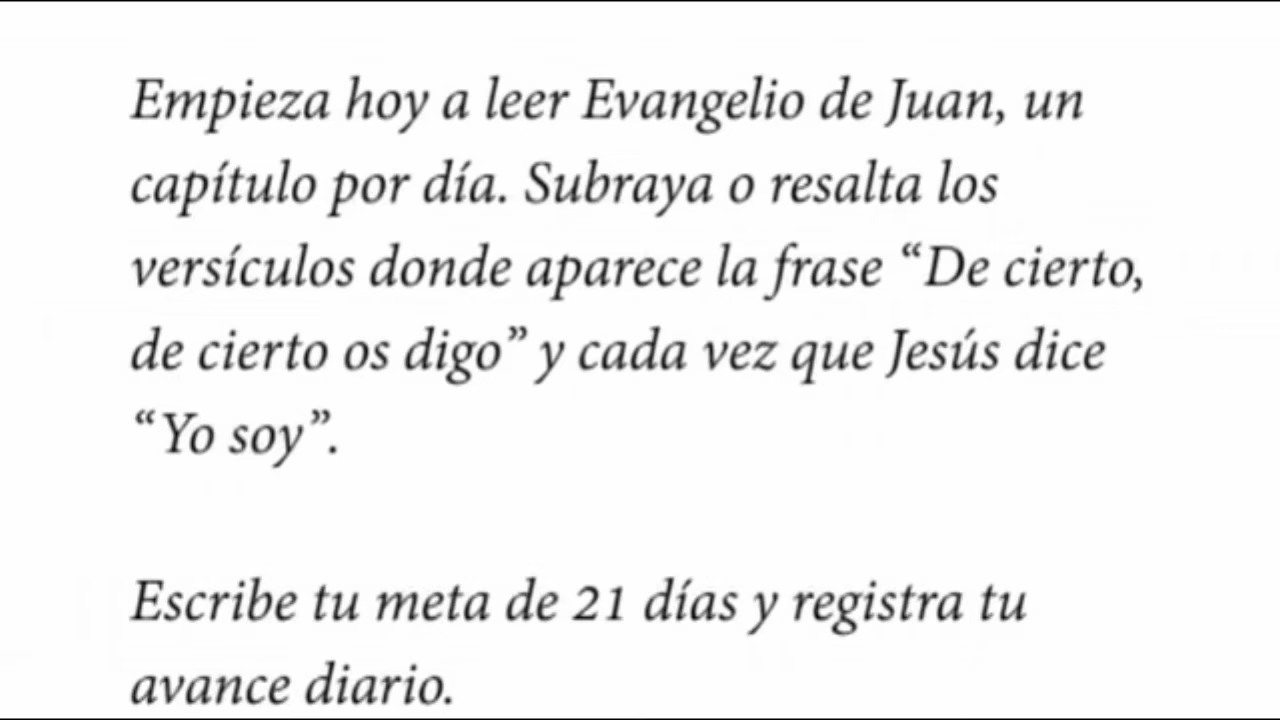 Empieza hoy a leer Evangelio de Juan, un
capítulo por día. Subraya o resalta los
versículos donde aparece la frase “De cierto,
de cierto os digo” y cada vez que Jesús dice
“Yo soy”.
Escribe tu meta de 21 días y registra tu
avance diario.